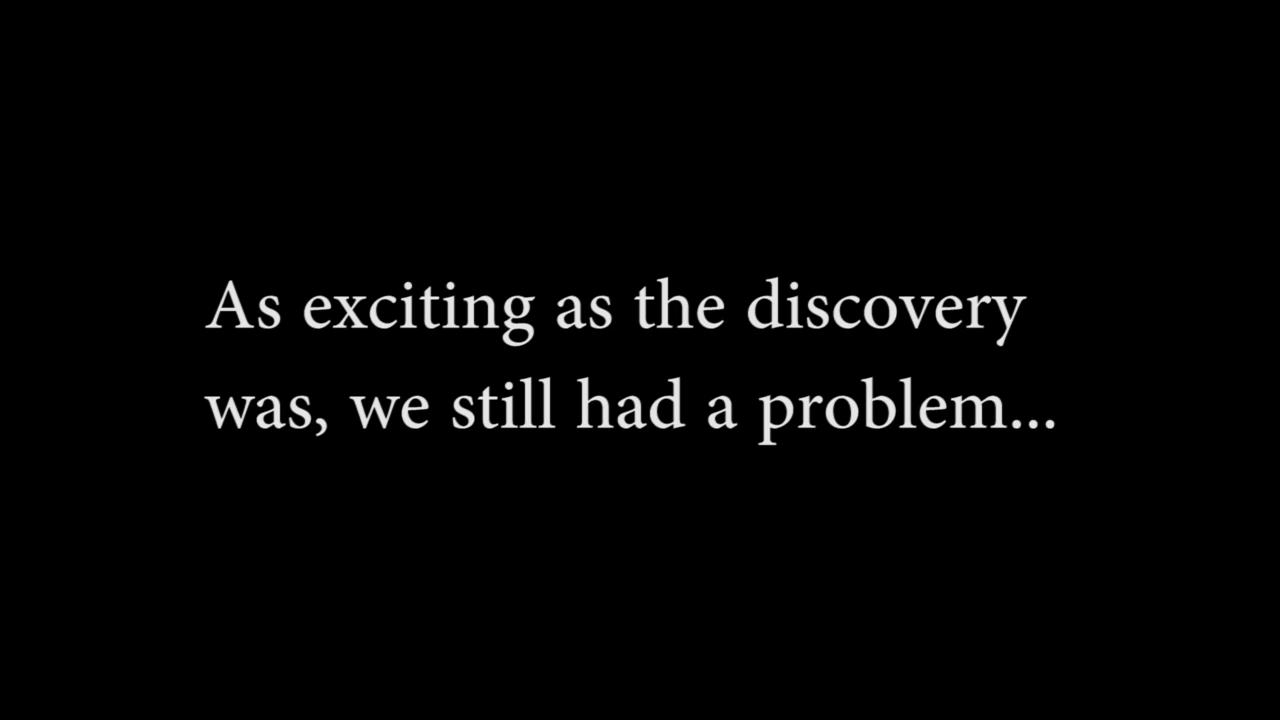 As exciting as the discovery
was, we still had a problem...